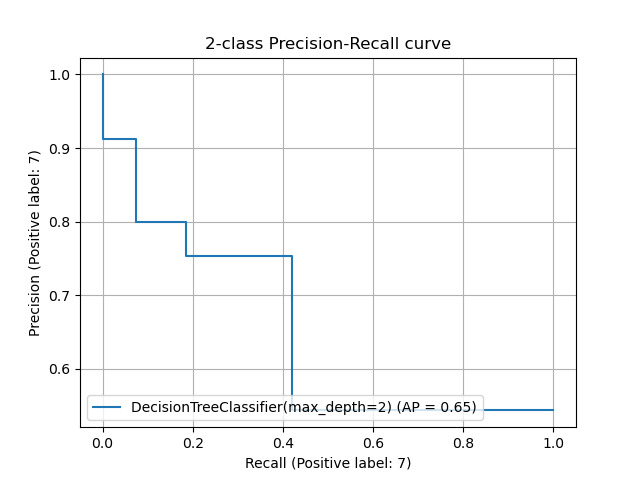 2-class Precision-Recall curve
Precision (Positive label: 7)
1.0
0.9
0.8
0.7
0.6
DecisionTreeClassifier(max_depth=2) (AP = 0.65)
0.0 0.2 0.4 0.6 0.8 1.0
Recall (Positive label: 7)